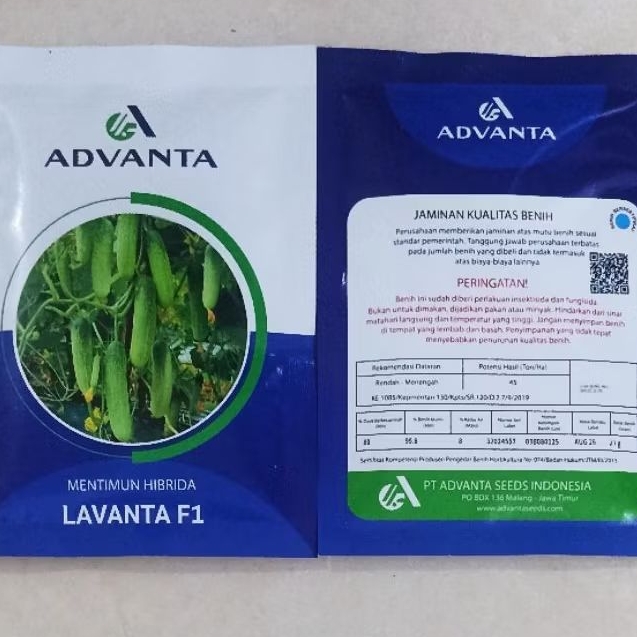 ADVANTA
MENTIMUN HIBRIDA
LAVANTA F1
ADVANTA
JAMINAN KUALITAS BENIH
Perusahaan memberikan jaminan atas mutu benih sesuai
standar pemerintah. Tanggung jawab perusahaan terbatas
pada jumlah benih yang dibeli dan tidak termasuk
atas biaya-biaya lainnya
PERINGATAN!
Benih ini sudah diberi perlakuan insektisida dan fungisida.
Bukan untuk dimakan, dijadikan pakan atau minyak. Hindarkan dari sinar
matahari langsung dan temperatur yang tinggi. Jangan menyimpan benih
di tempat yang lembab dan basah. Penyimpanan yang tidak tepat
menyebabkan penurunan kualitas benih.
Rekomendasi Dataran Potensi Hasil (Ton/ha)
Rendah - Menengah 45
99.8 8 AUG 26
PT ADVANTA SEEDS INDONESIA
PO BOX 136 Malang - Jawa Timur
www.advantaseeds.com